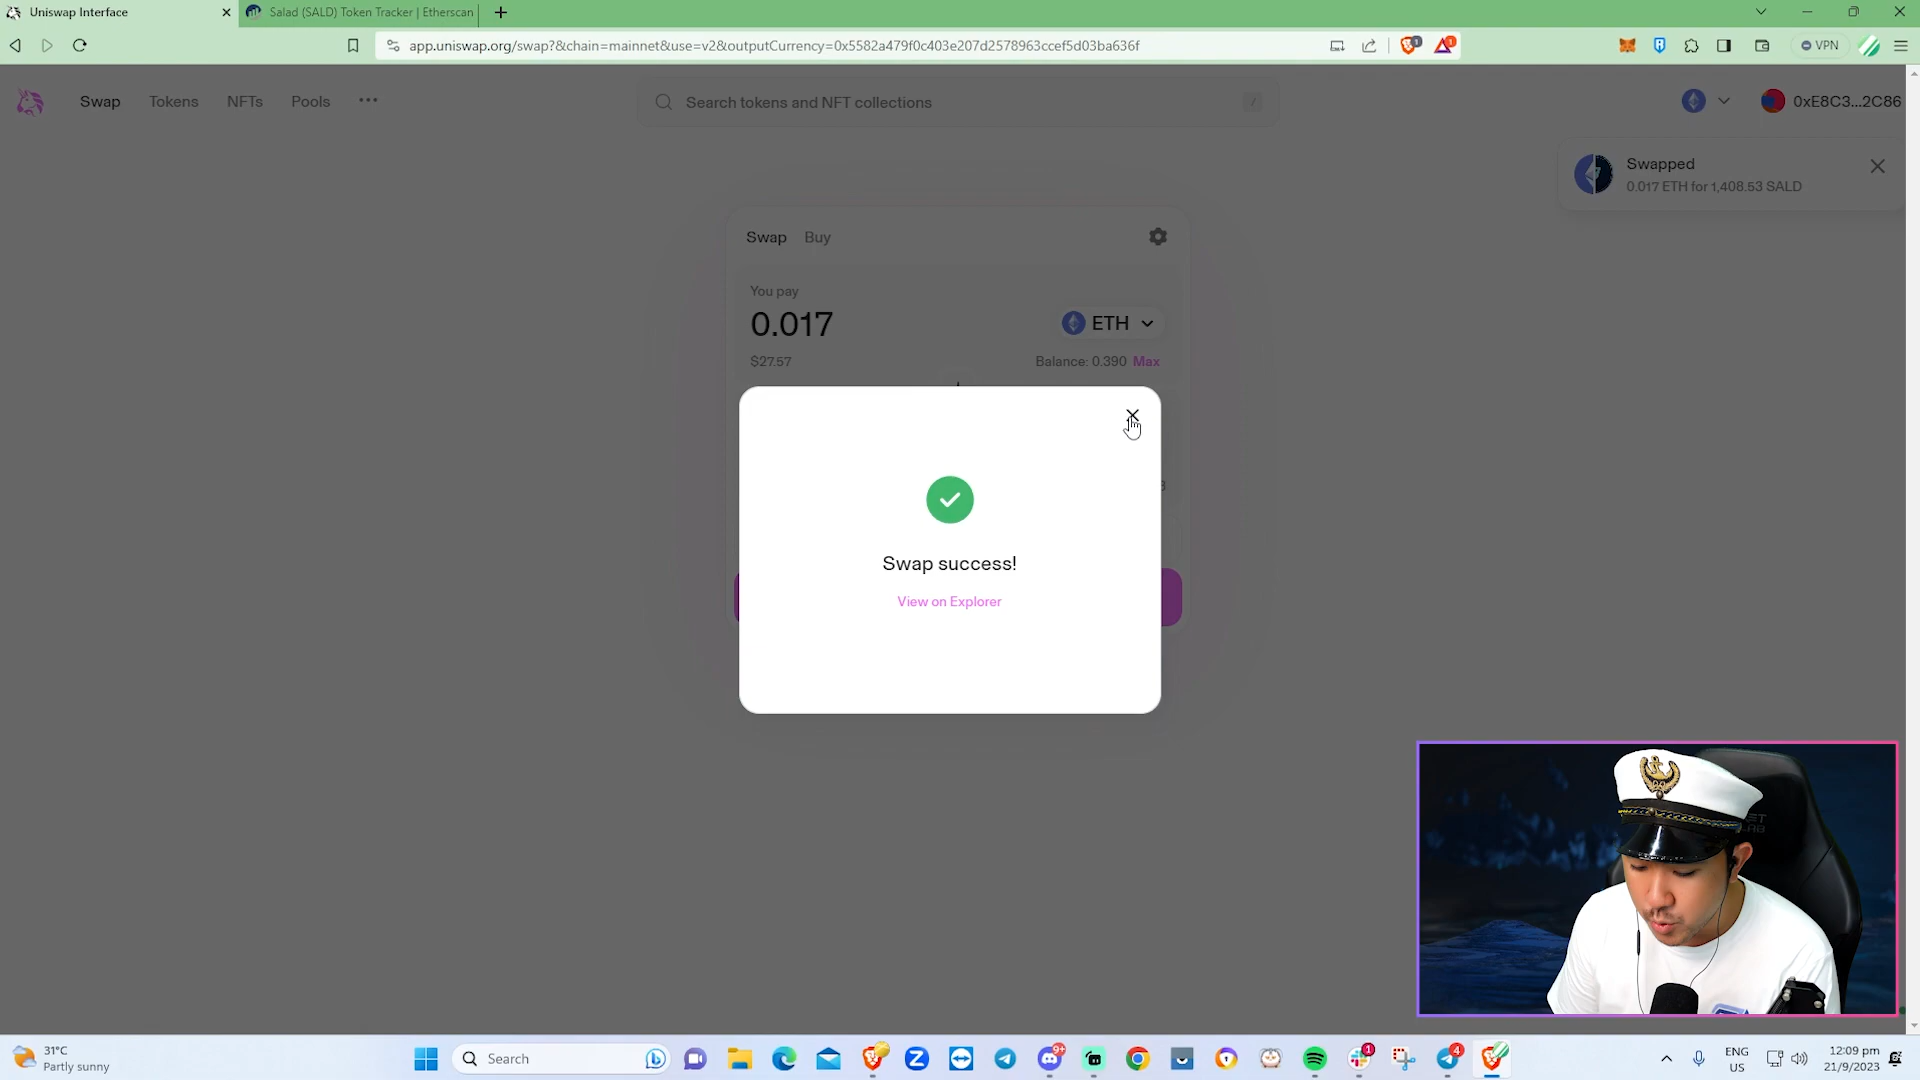 Uniswap Interface
Salad (SALD) Token Tracker | Etherscan
app.uniswap.org/swap?&chain=mainnet&use=v2&outputCurrency=0x5582a479f0c403e207d2578963ccef5d03ba636f
VPN
Swap Tokens NFTs Pools
Search tokens and NFT collections /
0xE8C3...2C86
Swapped
0.017 ETH for 1,408.53 SALD
Swap Buy
You pay
0.017 ETH
$27.57 Balance: 0.390 Max
Swap success!
View on Explorer
31°C
Partly sunny
Search
9+
1
4
ENG
US
12:09 pm
21/9/2023